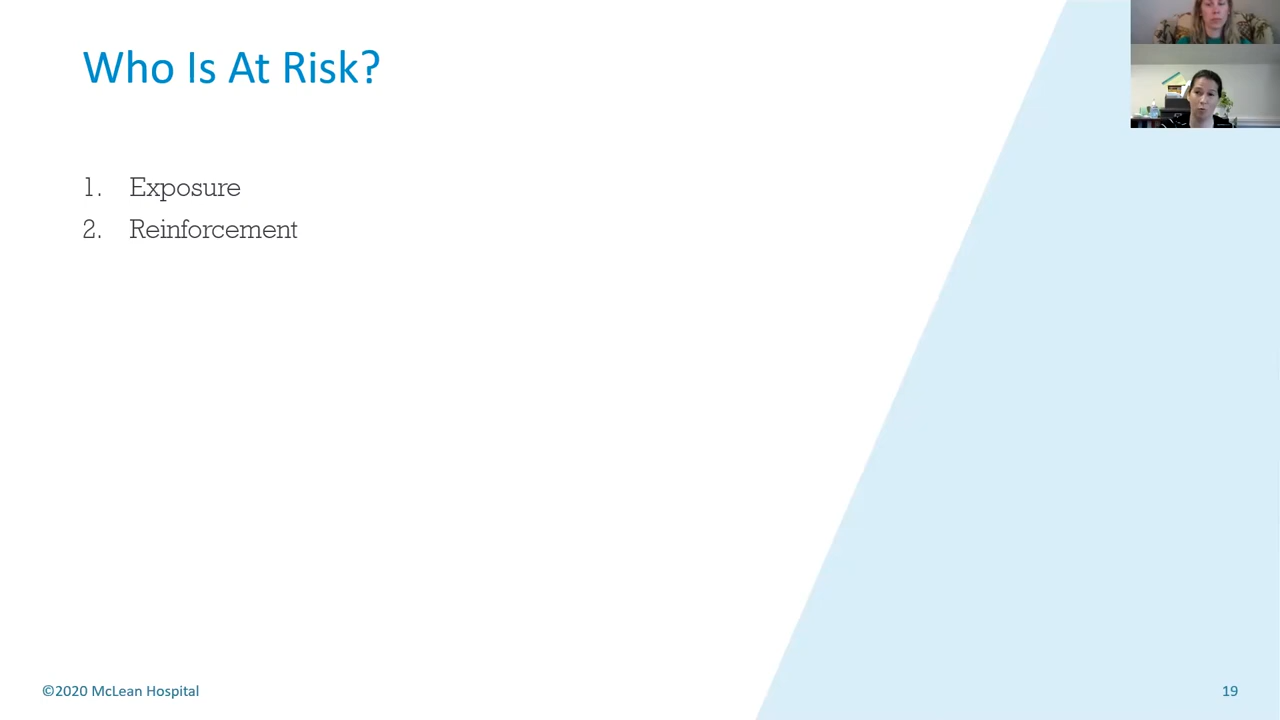 Who Is At Risk?
1. Exposure
2. Reinforcement
©2020 McLean Hospital
19